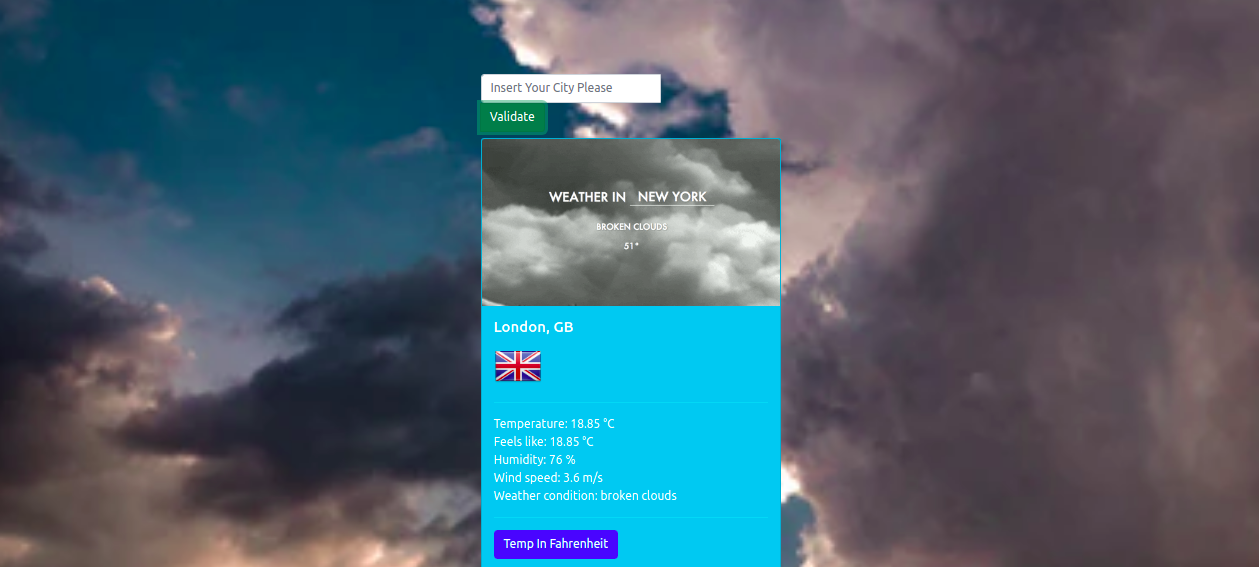 Insert Your City Please
Validate
WEATHER IN NEW YORK
BROKEN CLOUDS
51°
London, GB
Temperature: 18.85 °C
Feels like: 18.85 °C
Humidity: 76 %
Wind speed: 3.6 m/s
Weather condition: broken clouds
Temp In Fahrenheit